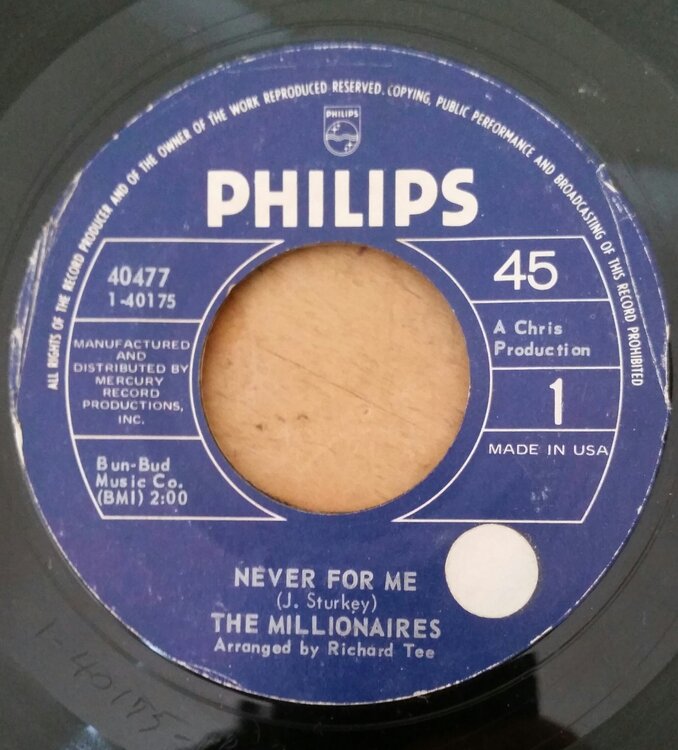 ALL RIGHTS OF THE RECORD PRODUCER AND OF THE OWNER OF THE WORK REPRODUCED RESERVED. COPYING, PUBLIC PERFORMANCE AND BROADCASTING OF THIS RECORD PROHIBITED
PHILIPS
PHILIPS
40477
1-40175
45
MANUFACTURED
AND
DISTRIBUTED BY
MERCURY
RECORD
PRODUCTIONS,
INC.
A Chris
Production
1
Bun-Bud
Music Co.
(BMI) 2:00
MADE IN USA
NEVER FOR ME
(J. Sturkey)
THE MILLIONAIRES
Arranged by Richard Tee
1-40175-